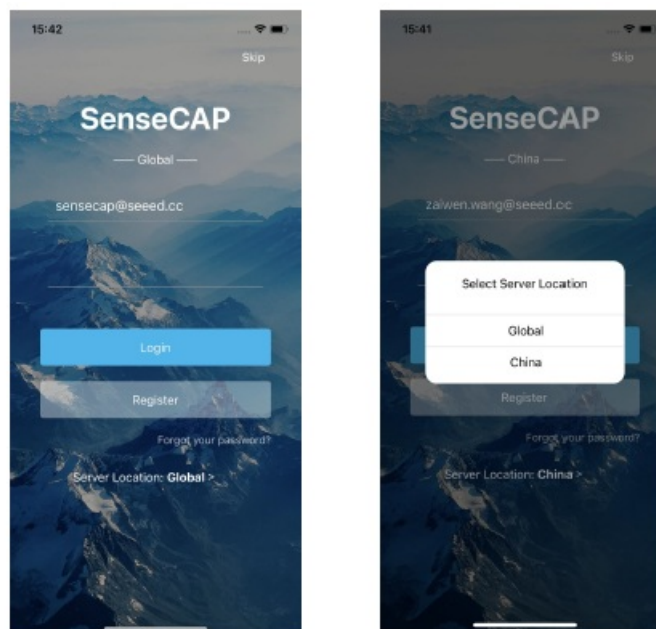 15:42
Skip
SenseCAP
Global
sensecap@seeed.cc
Login
Register
Forgot your password?
Server Location: Global >
15:41
Skip
SenseCAP
China
zaiwen.wang@seeed.cc
Select Server Location
Global
China
Register
Forgot your password?
Server Location: China >